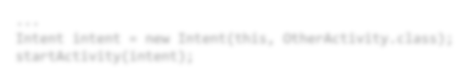 ...
Intent intent = new Intent(this, OtherActivity.class);
startActivity(intent);